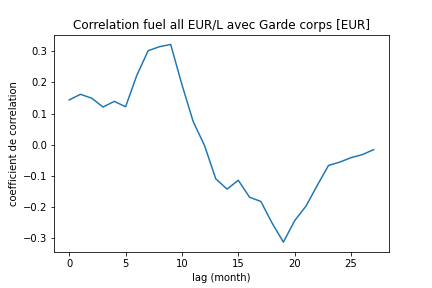 Correlation fuel all EUR/L avec Garde corps [EUR]
coefficient de correlation
0.3
0.2
0.1
0.0
−0.1
−0.2
−0.3
0 5 10 15 20 25
lag (month)